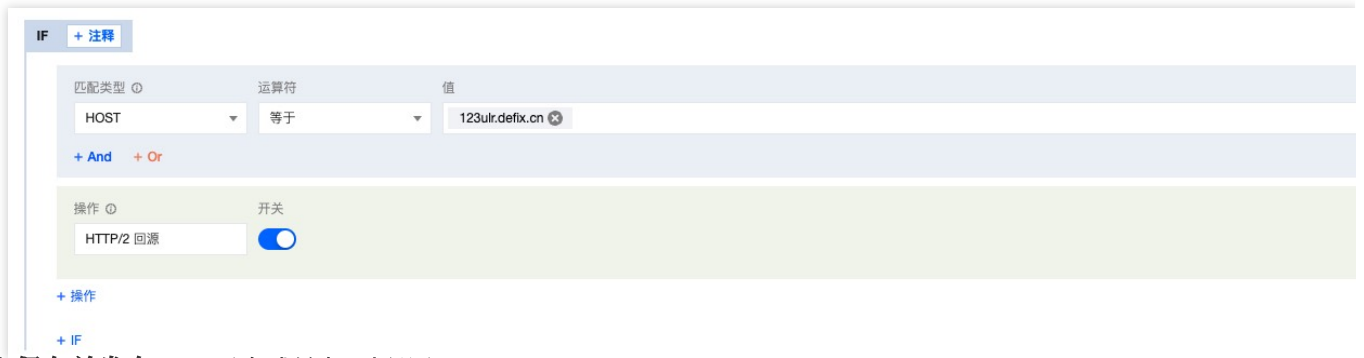 IF + 注释
匹配类型 运算符 值
HOST 等于 123ulr.defix.cn
+ And + Or
操作 开关
HTTP/2 回源
+ 操作
+ IF